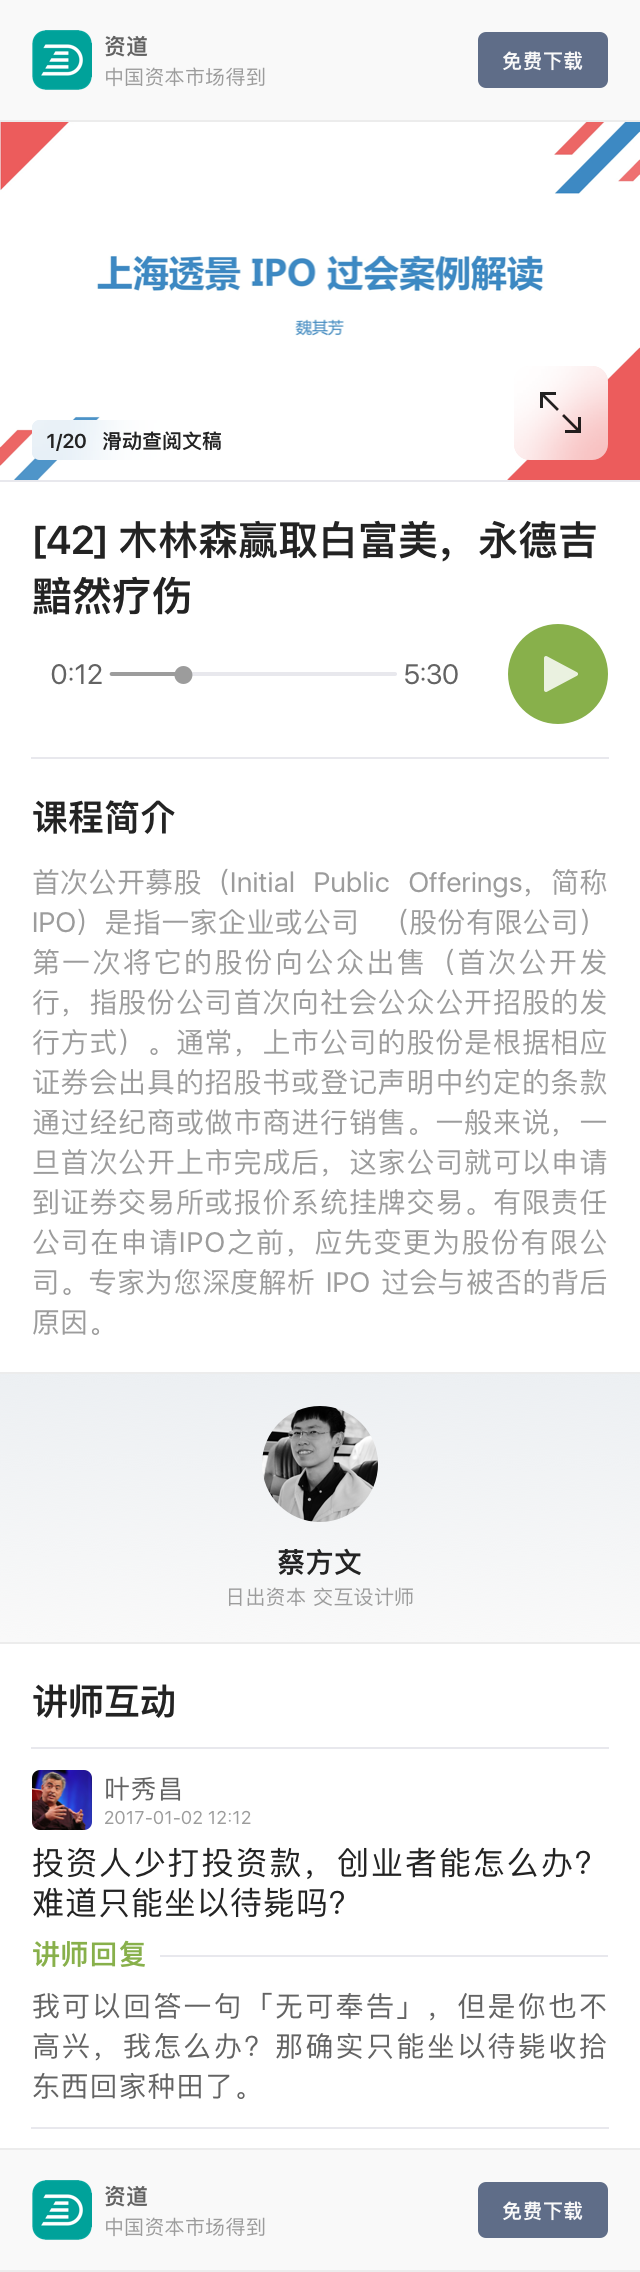 资道
中国资本市场得到
免费下载
上海透景 IPO 过会案例解读
魏其芳
1/20 滑动查阅文稿
[42] 木林森赢取白富美，永德吉
黯然疗伤
0:12
5:30
课程简介
首次公开募股（Initial Public Offerings，简称
IPO）是指一家企业或公司 （股份有限公司）
第一次将它的股份向公众出售（首次公开发
行，指股份公司首次向社会公众公开招股的发
行方式）。通常，上市公司的股份是根据相应
证券会出具的招股书或登记声明中约定的条款
通过经纪商或做市商进行销售。一般来说，一
旦首次公开上市完成后，这家公司就可以申请
到证券交易所或报价系统挂牌交易。有限责任
公司在申请IPO之前，应先变更为股份有限公
司。专家为您深度解析 IPO 过会与被否的背后
原因。
蔡方文
日出资本 交互设计师
讲师互动
叶秀昌
2017-01-02 12:12
投资人少打投资款，创业者能怎么办？
难道只能坐以待毙吗？
讲师回复
我可以回答一句「无可奉告」，但是你也不
高兴，我怎么办？那确实只能坐以待毙收拾
东西回家种田了。
资道
中国资本市场得到
免费下载